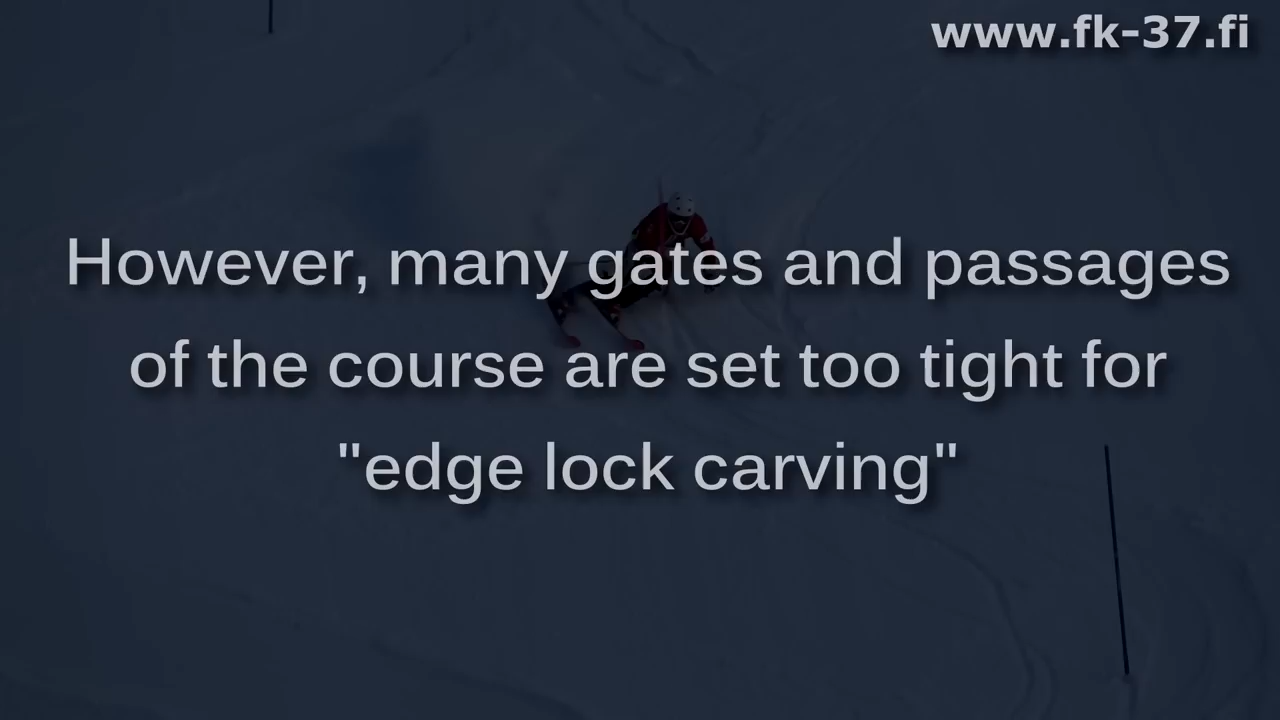 www.fk-37.fi
However, many gates and passages
of the course are set too tight for
"edge lock carving"